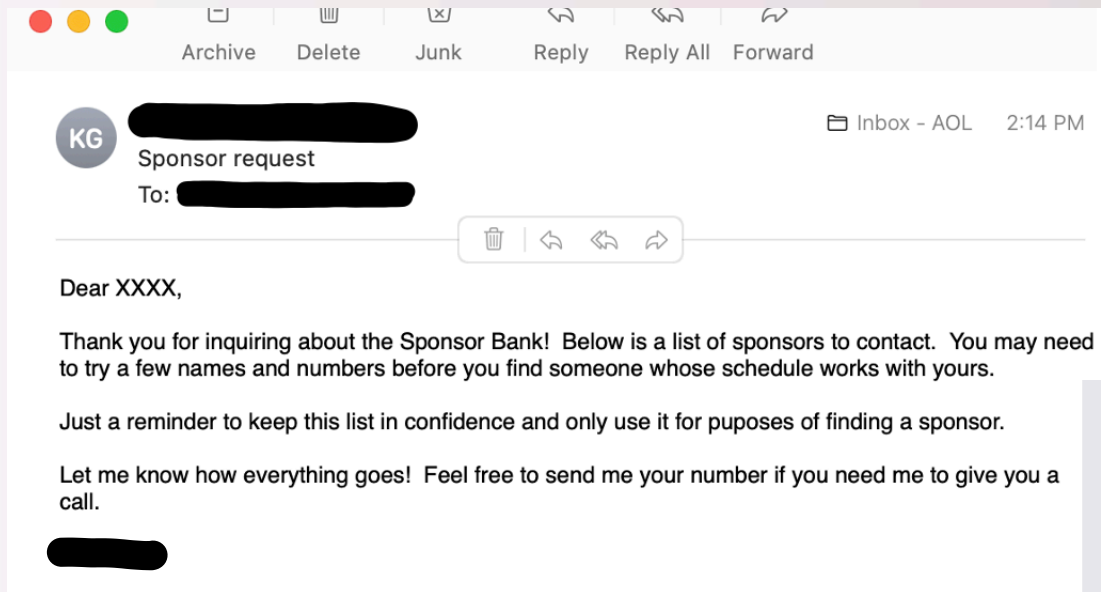 Archive Delete Junk Reply Reply All Forward
KG
Inbox - AOL 2:14 PM
Sponsor request
To:
Dear XXXX,
Thank you for inquiring about the Sponsor Bank!  Below is a list of sponsors to contact.  You may need
to try a few names and numbers before you find someone whose schedule works with yours.
Just a reminder to keep this list in confidence and only use it for puposes of finding a sponsor.
Let me know how everything goes!  Feel free to send me your number if you need me to give you a
call.